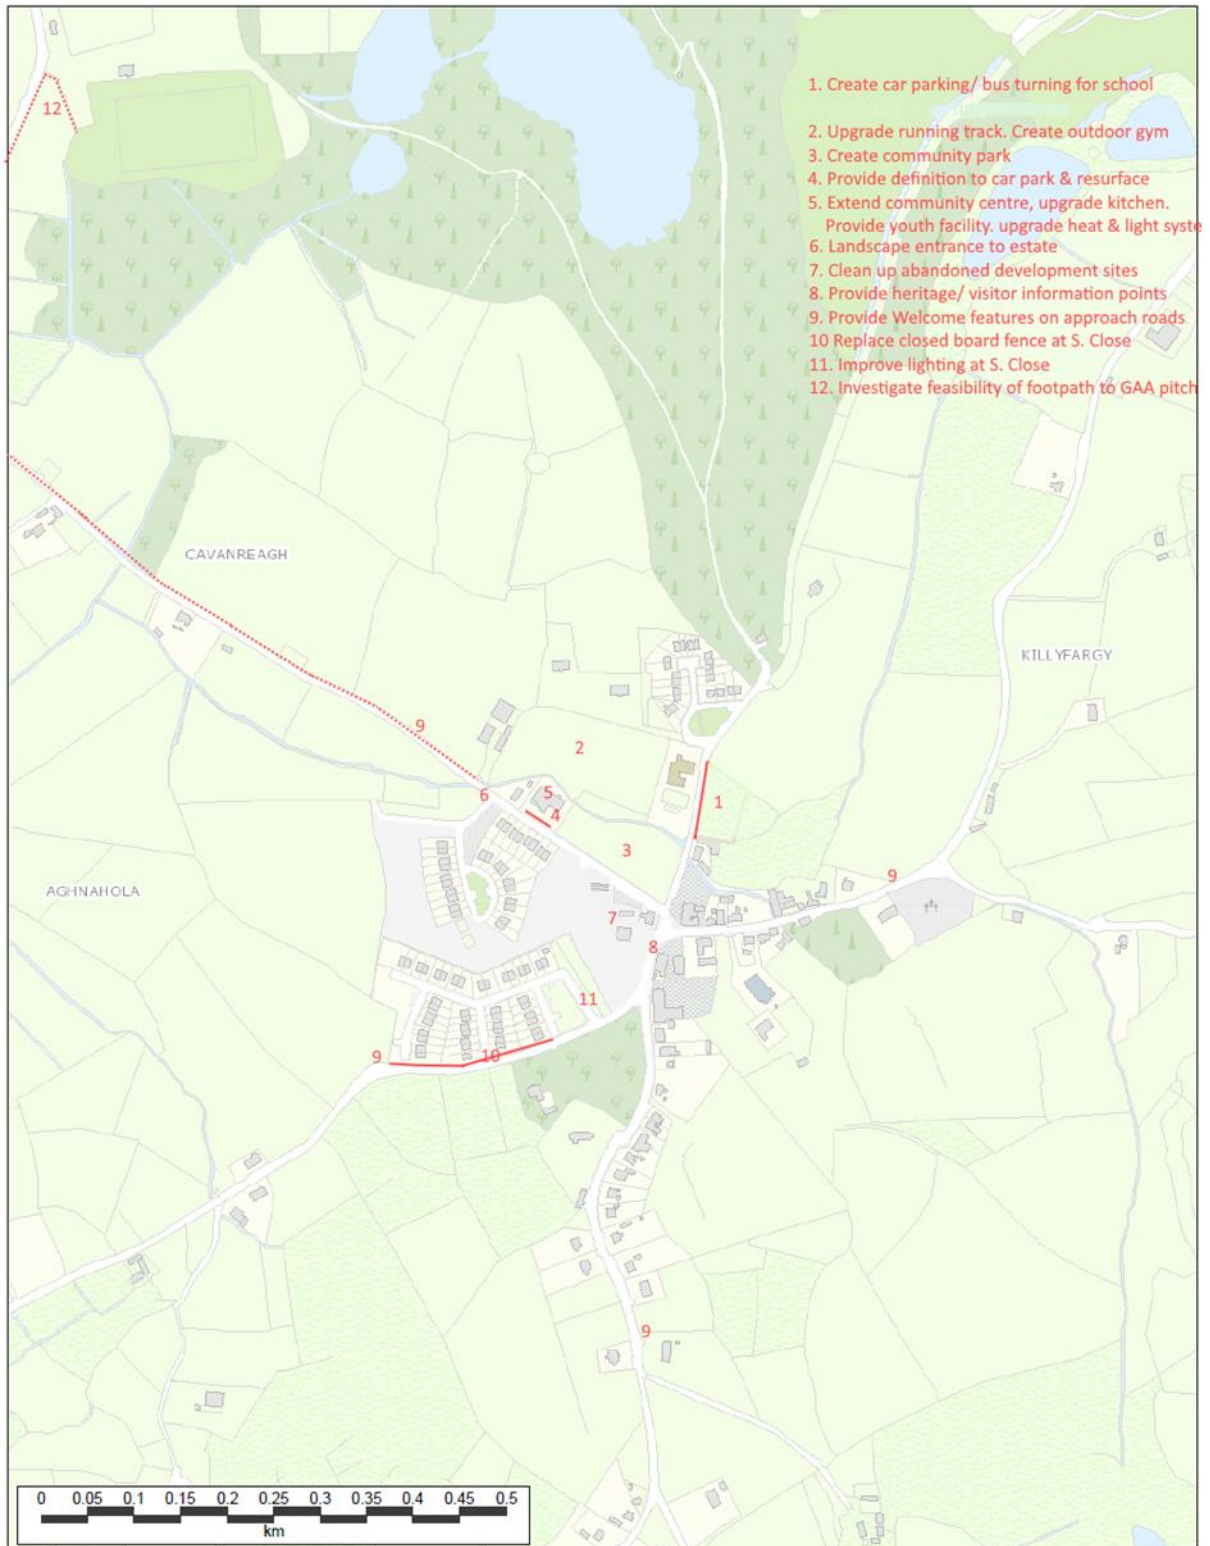 1. Create car parking/ bus turning for school
2. Upgrade running track. Create outdoor gym
3. Create community park
4. Provide definition to car park & resurface
5. Extend community centre, upgrade kitchen.
Provide youth facility. upgrade heat & light syste
6. Landscape entrance to estate
7. Clean up abandoned development sites
8. Provide heritage/ visitor information points
9. Provide Welcome features on approach roads
10 Replace closed board fence at S. Close
11. Improve lighting at S. Close
12. Investigate feasibility of footpath to GAA pitch
12
CAVANREAGH
KILLYFARGY
9
2
6
5
4
1
3
AGHNAHOLA
9
7
8
11
9
10
9
0 0.05 0.1 0.15 0.2 0.25 0.3 0.35 0.4 0.45 0.5
km